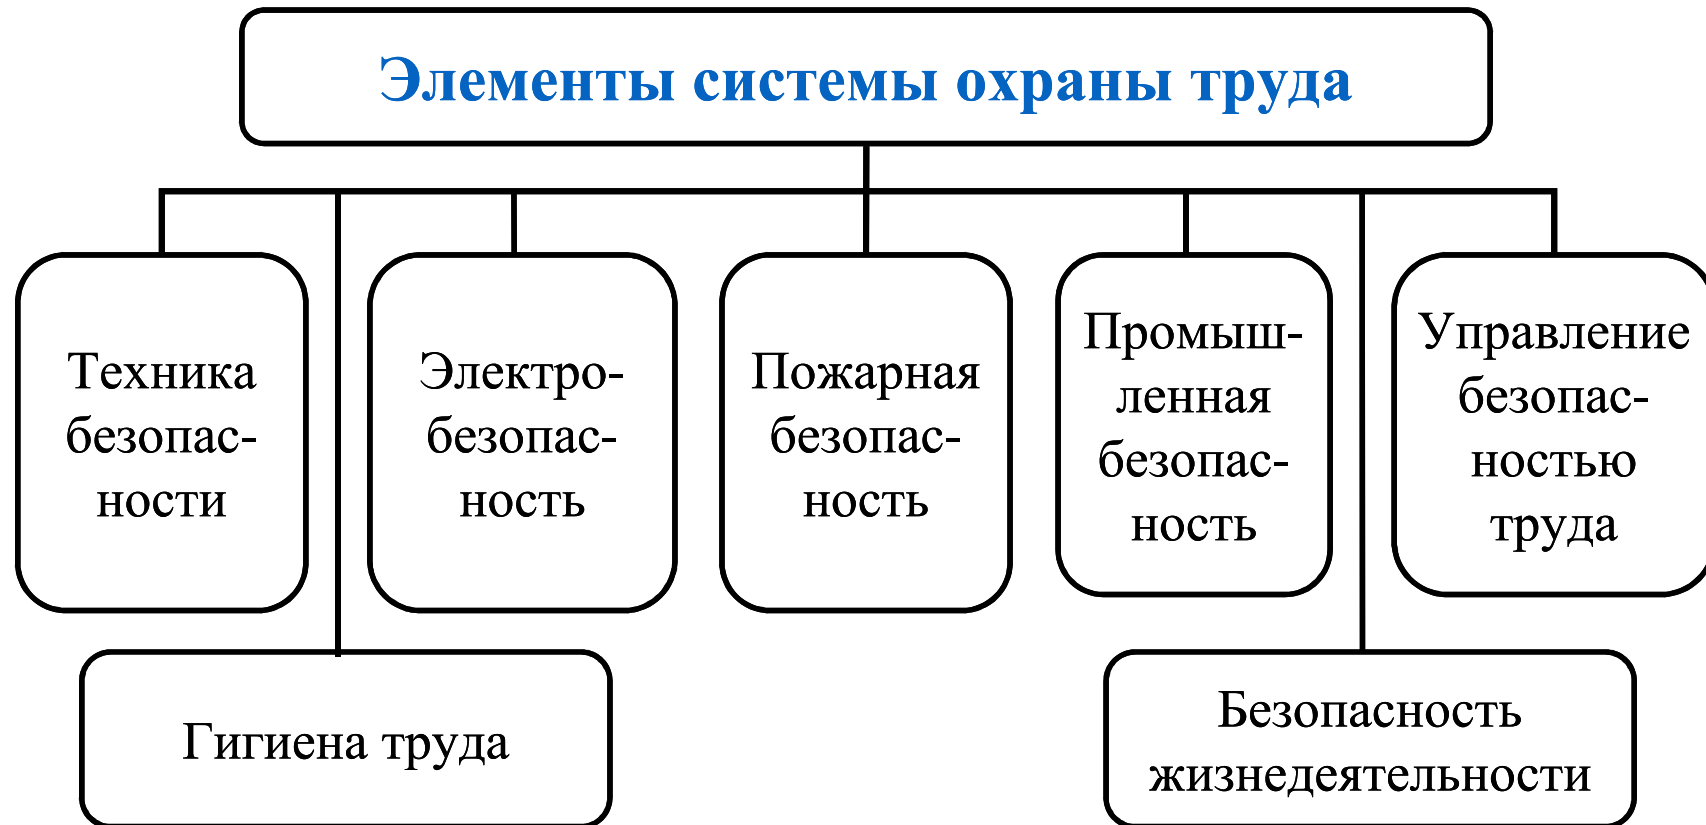 Элементы системы охраны труда
Техника
безопас-
ности
Электро-
безопас-
ность
Пожарная
безопас-
ность
Промыш-
ленная
безопас-
ность
Управление
безопас-
ностью
труда
Гигиена труда
Безопасность
жизнедеятельности